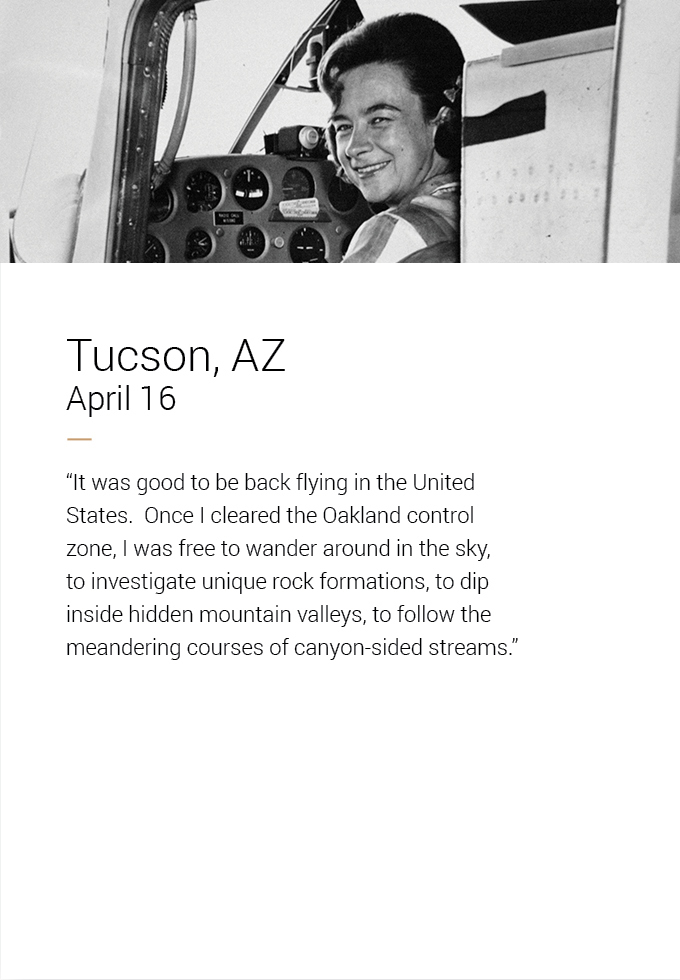 Tucson, AZ
April 16
“It was good to be back flying in the United
States.  Once I cleared the Oakland control
zone, I was free to wander around in the sky,
to investigate unique rock formations, to dip
inside hidden mountain valleys, to follow the
meandering courses of canyon-sided streams.”